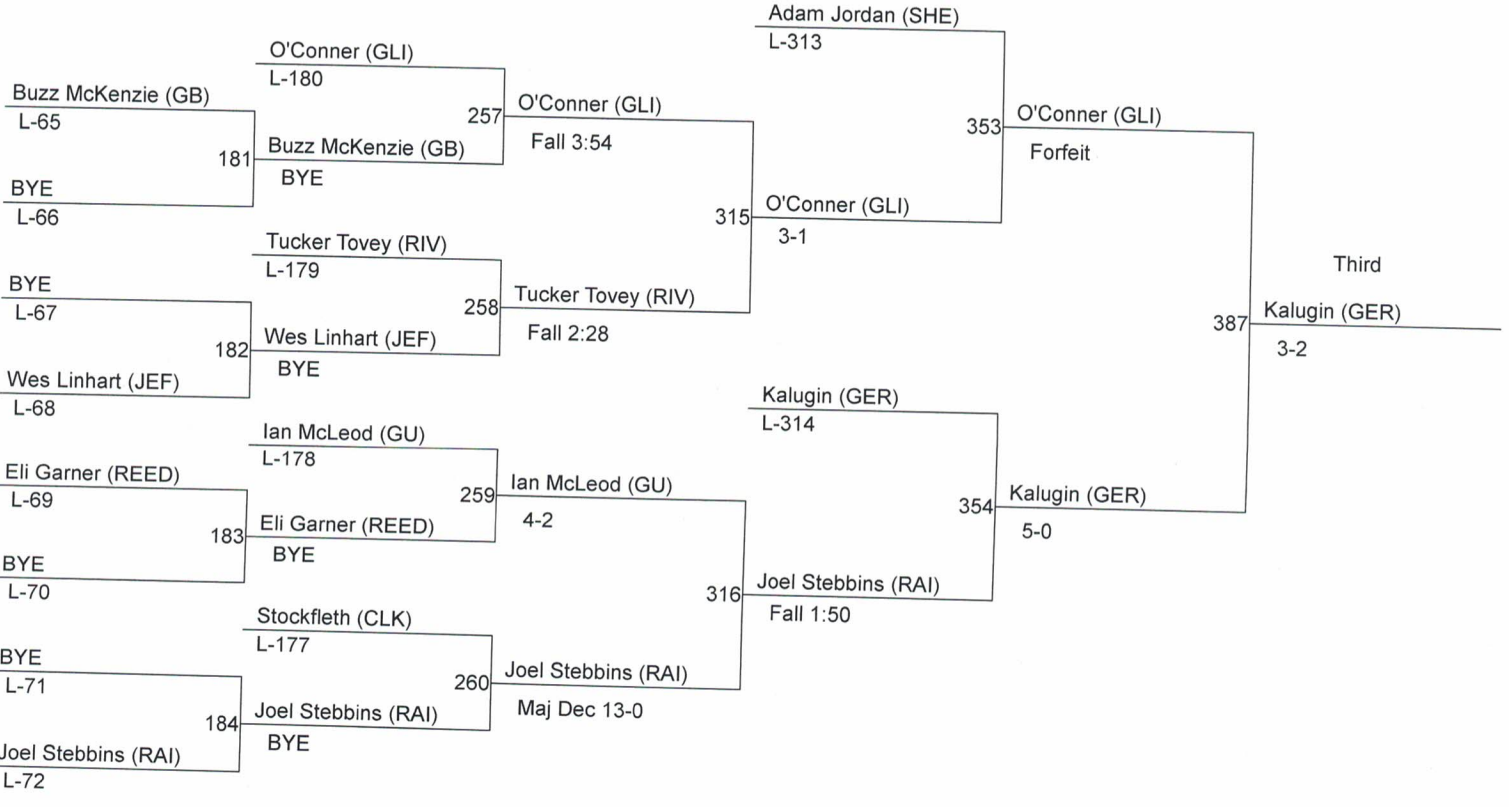 Adam Jordan (SHE)
L-313
O'Conner (GLI)
L-180
Buzz McKenzie (GB)
L-65
257
O'Conner (GLI)
Fall 3:54
353
O'Conner (GLI)
Forfeit
181
Buzz McKenzie (GB)
BYE
BYE
L-66
315
O'Conner (GLI)
3-1
Tucker Tovey (RIV)
L-179
Third
BYE
L-67
258
Tucker Tovey (RIV)
Fall 2:28
387
Kalugin (GER)
3-2
182
Wes Linhart (JEF)
BYE
Wes Linhart (JEF)
L-68
Kalugin (GER)
L-314
Ian McLeod (GU)
L-178
Eli Garner (REED)
L-69
259
Ian McLeod (GU)
4-2
354
Kalugin (GER)
5-0
183
Eli Garner (REED)
BYE
BYE
L-70
316
Joel Stebbins (RAI)
Fall 1:50
Stockfleth (CLK)
L-177
BYE
L-71
260
Joel Stebbins (RAI)
Maj Dec 13-0
184
Joel Stebbins (RAI)
BYE
Joel Stebbins (RAI)
L-72